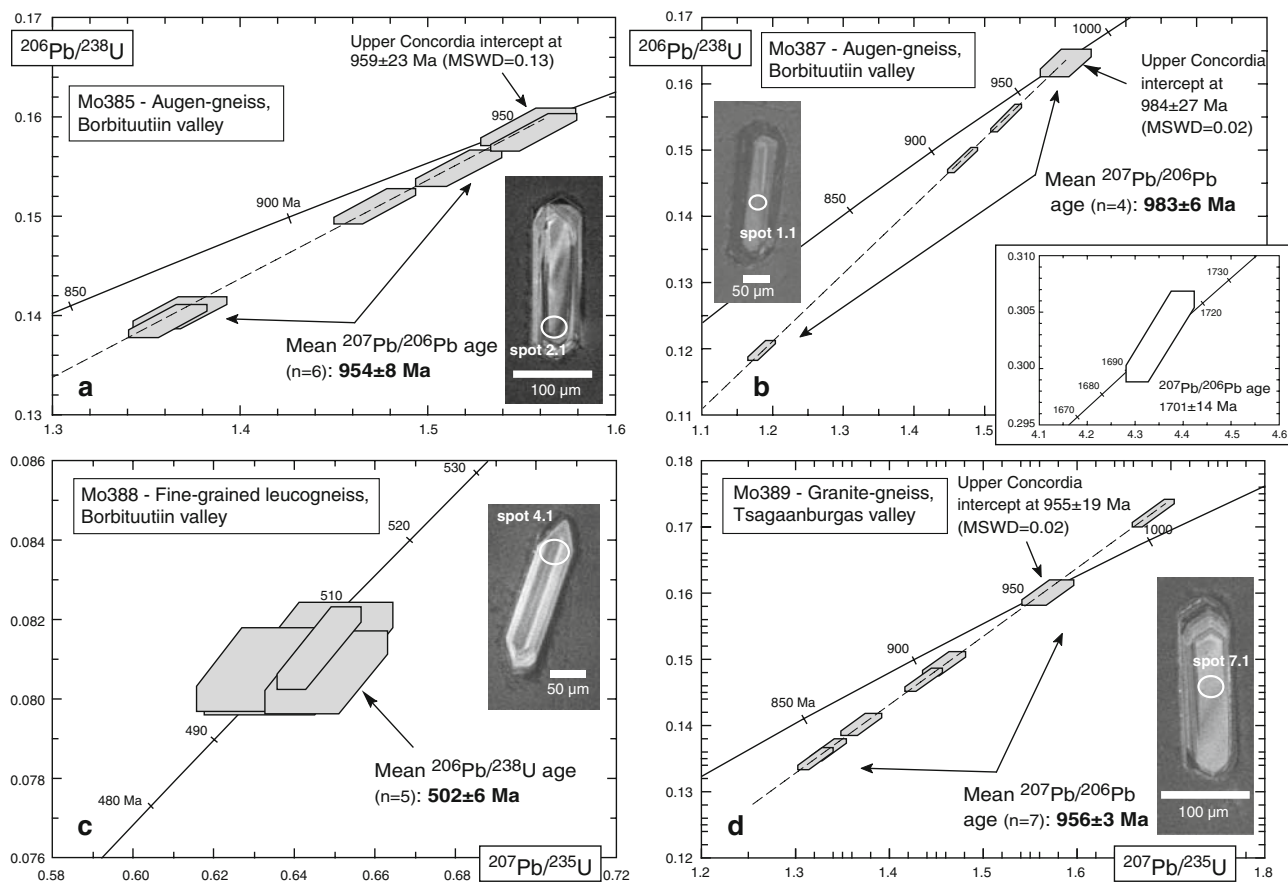 0.17
²⁰⁶Pb/²³⁸U
a
Mo385 - Augen-gneiss,
Borbituutiin valley
Upper Concordia
intercept at
959±23 Ma (MSWD=0.13)
950
900 Ma
850
0.16
0.15
0.14
0.13
Mean ²⁰⁷Pb/²⁰⁶Pb age
(n=6): 954±8 Ma
spot 2.1
100 µm
1.3
1.4
1.5
1.6
0.17
²⁰⁶Pb/²³⁸U
b
Mo387 - Augen-gneiss,
Borbituutiin valley
1000
950
900
850
Upper Concordia
intercept at
984±27 Ma
(MSWD=0.02)
Mean ²⁰⁷Pb/²⁰⁶Pb
age (n=4): 983±6 Ma
spot 1.1
50 µm
0.16
0.15
0.14
0.13
0.12
0.11
1.1
1.2
1.3
1.4
1.5
1.6
1.7
0.310
0.305
0.300
0.295
1730
1720
1690
1680
1670
²⁰⁷Pb/²⁰⁶Pb age
1701±14 Ma
4.1
4.2
4.3
4.4
4.5
4.6
0.086
0.084
0.082
0.080
0.078
0.076
Mo388 - Fine-grained leucogneiss,
Borbituutiin valley
530
520
510
490
480 Ma
spot 4.1
50 µm
Mean ²⁰⁶Pb/²³⁸U age
(n=5): 502±6 Ma
c
²⁰⁷Pb/²³⁵U
0.58
0.60
0.62
0.64
0.66
0.68
0.70
0.72
0.18
0.17
0.16
0.15
0.14
0.13
0.12
Mo389 - Granite-gneiss,
Tsagaanburgas valley
Upper Concordia
intercept at 955±19 Ma
(MSWD=0.02)
1000
950
900
850 Ma
spot 7.1
100 µm
Mean ²⁰⁷Pb/²⁰⁶Pb
age (n=7): 956±3 Ma
d
²⁰⁷Pb/²³⁵U
1.2
1.3
1.4
1.5
1.6
1.7
1.8